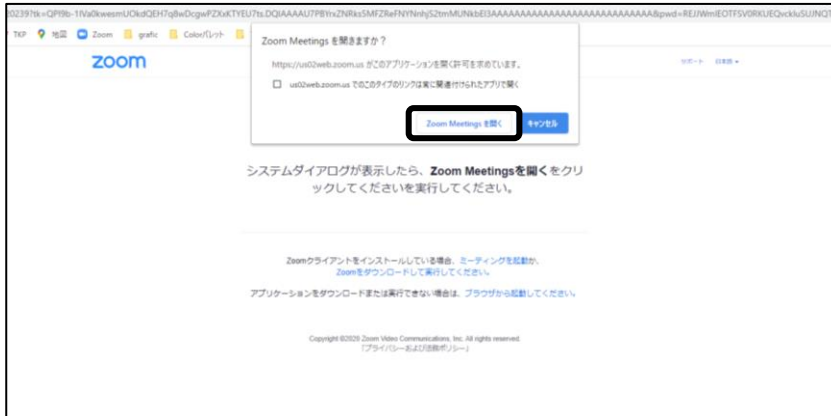 TKP 地図 Zoom grafic Colorパレット
Zoom Meetings を開きますか？
https://us02web.zoom.us がこのアプリケーションを開く許可を求めています。
us02web.zoom.us でのこのタイプのリンクは常に関連付けられたアプリで開く
Zoom Meetings を開く キャンセル
zoom サポート 日本語
システムダイアログが表示したら、Zoom Meetingsを開くをクリ
ックしてくださいを実行してください。
Zoomクライアントをインストールしている場合、ミーティングを起動か、
Zoomをダウンロードして実行してください。
アプリケーションをダウンロードまたは実行できない場合は、ブラウザから起動してください。
Copyright ©2020 Zoom Video Communications, Inc. All rights reserved.
「プライバシーおよび法務ポリシー」